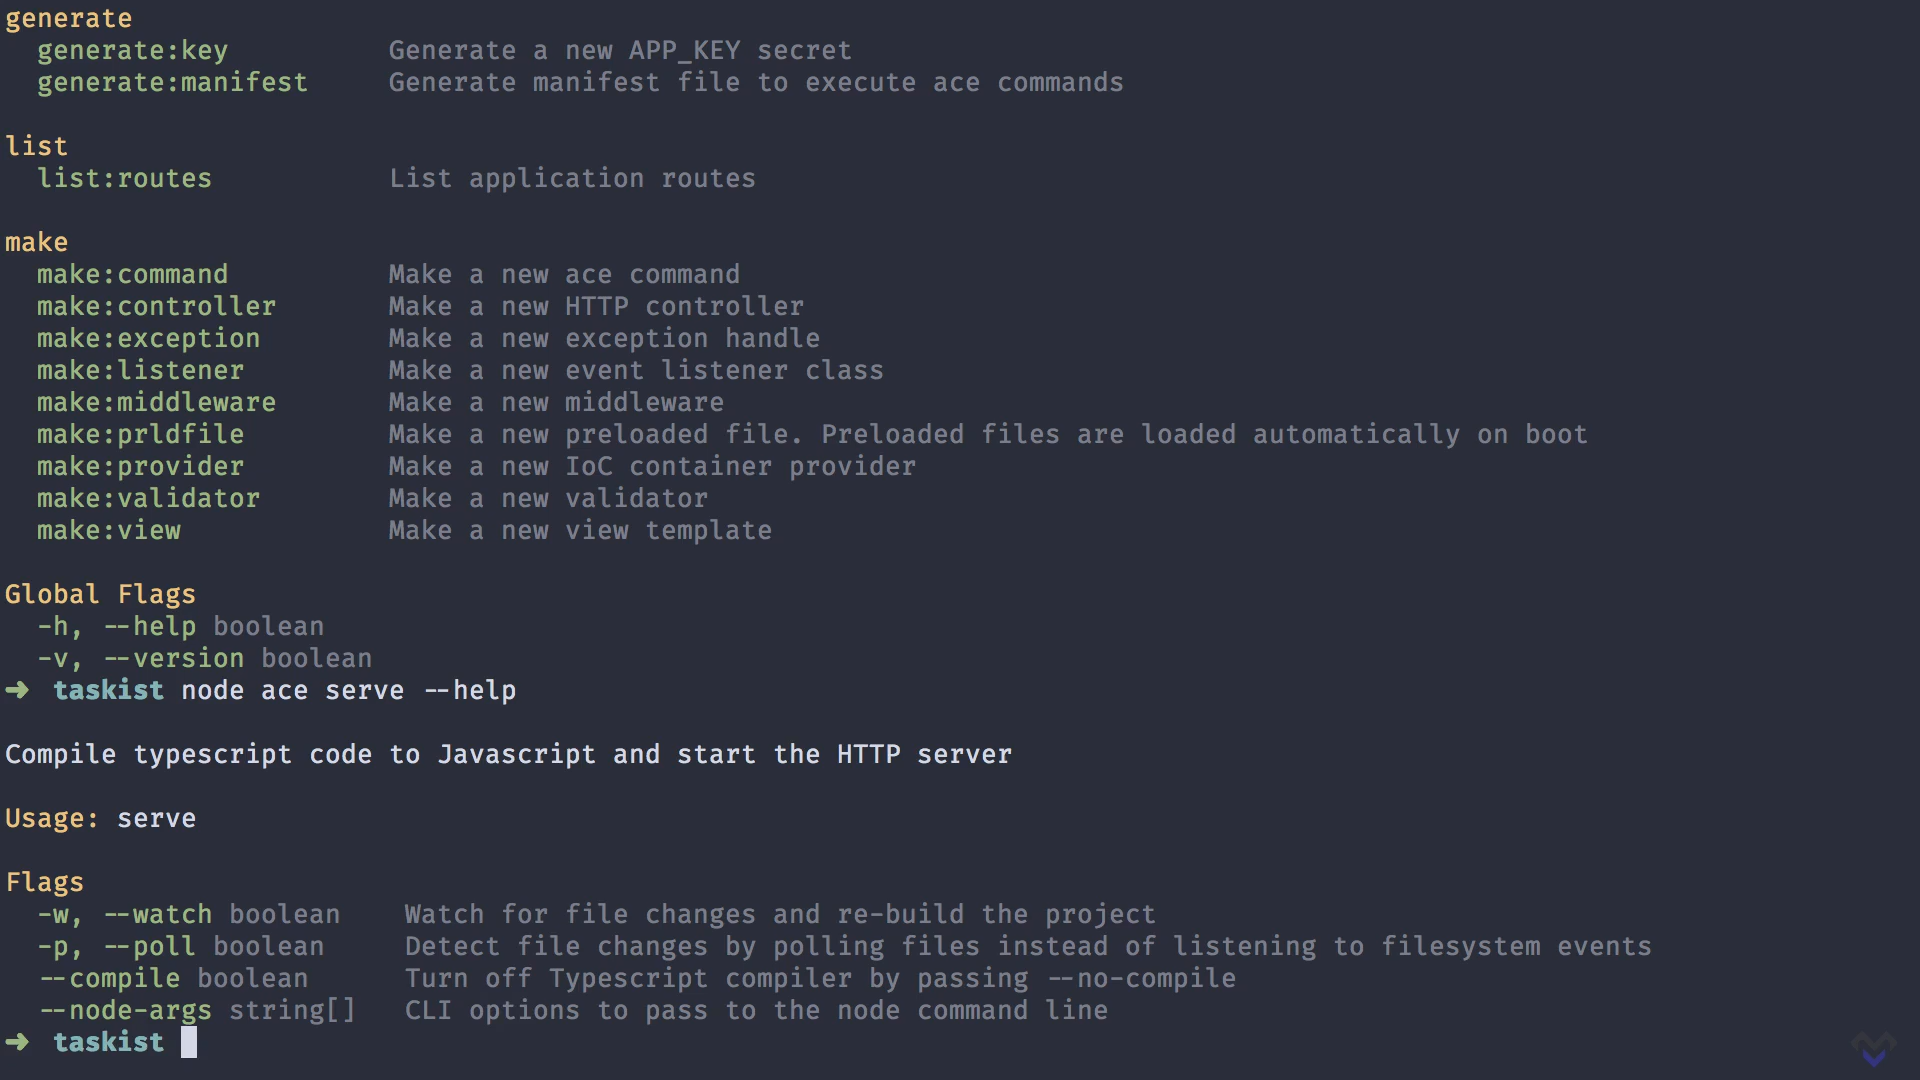 generate
generate:key Generate a new APP_KEY secret
generate:manifest Generate manifest file to execute ace commands
list
list:routes List application routes
make
make:command Make a new ace command
make:controller Make a new HTTP controller
make:exception Make a new exception handle
make:listener Make a new event listener class
make:middleware Make a new middleware
make:prldfile Make a new preloaded file. Preloaded files are loaded automatically on boot
make:provider Make a new IoC container provider
make:validator Make a new validator
make:view Make a new view template
Global Flags
-h, --help boolean
-v, --version boolean
➜ taskist node ace serve --help
Compile typescript code to Javascript and start the HTTP server
Usage: serve
Flags
-w, --watch boolean Watch for file changes and re-build the project
-p, --poll boolean Detect file changes by polling files instead of listening to filesystem events
--compile boolean Turn off Typescript compiler by passing --no-compile
--node-args string[] CLI options to pass to the node command line
➜ taskist